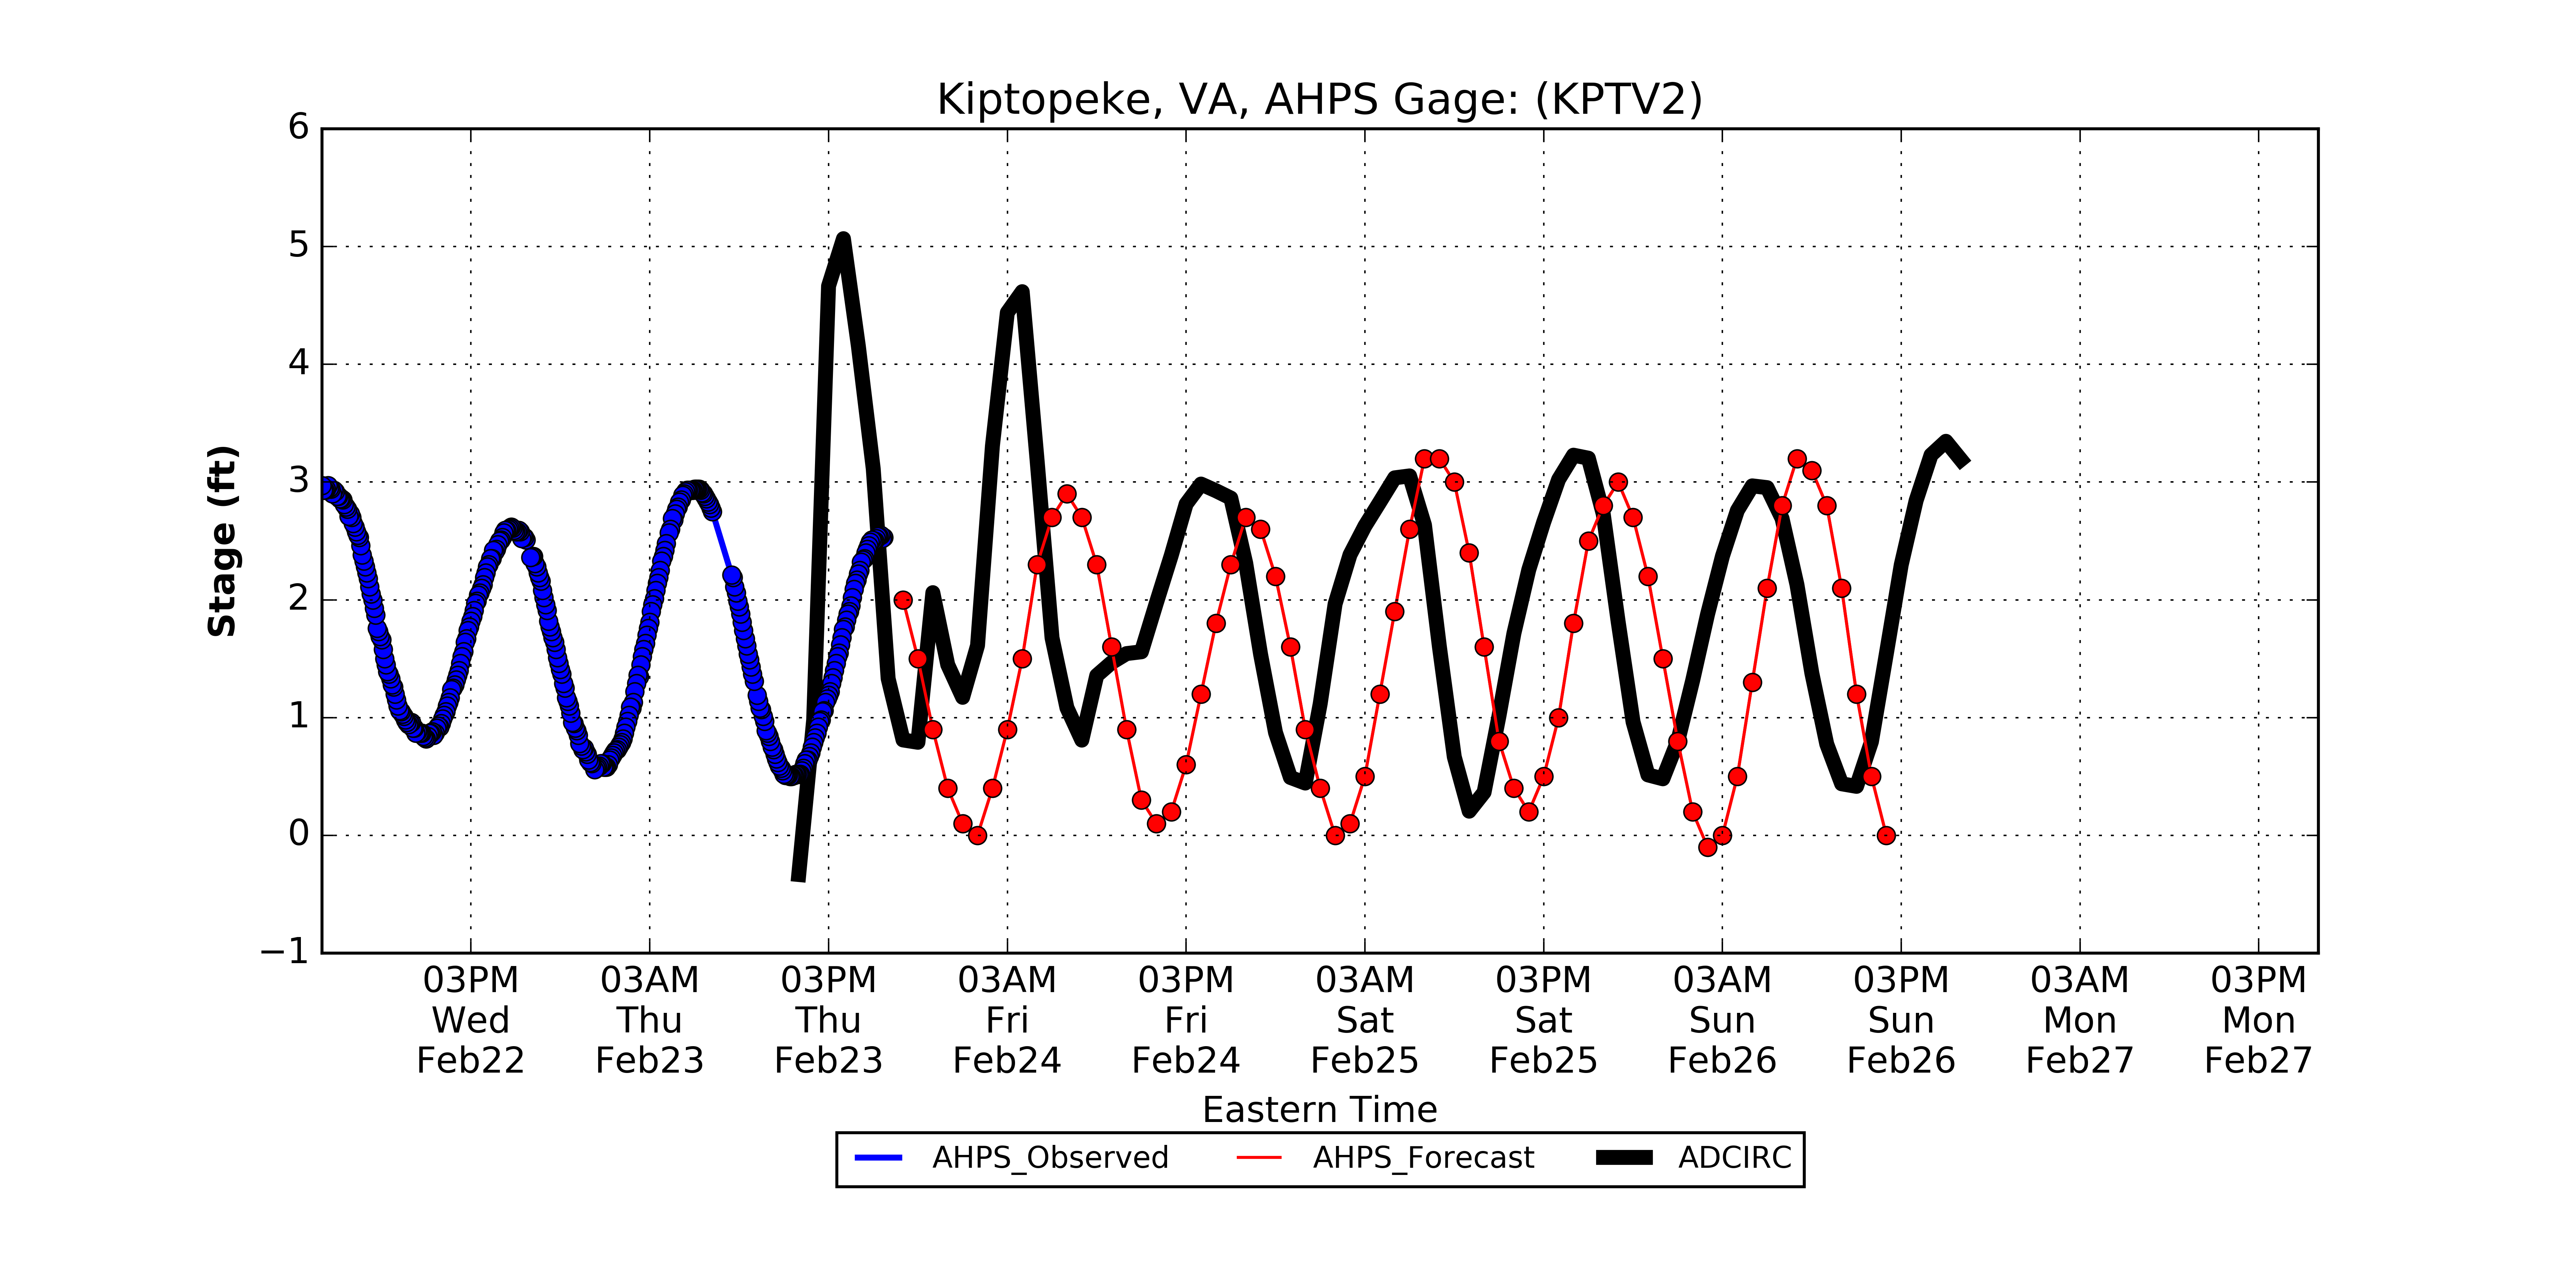 Kiptopeke, VA, AHPS Gage: (KPTV2)
6
5
4
3
2
1
0
−1
Stage (ft)
03PM 03AM 03PM 03AM 03PM 03AM 03PM 03AM 03PM 03AM 03PM
Wed Thu Thu Fri Fri Sat Sat Sun Sun Mon Mon
Feb22 Feb23 Feb23 Feb24 Feb24 Feb25 Feb25 Feb26 Feb26 Feb27 Feb27
Eastern Time
AHPS_Observed AHPS_Forecast ADCIRC